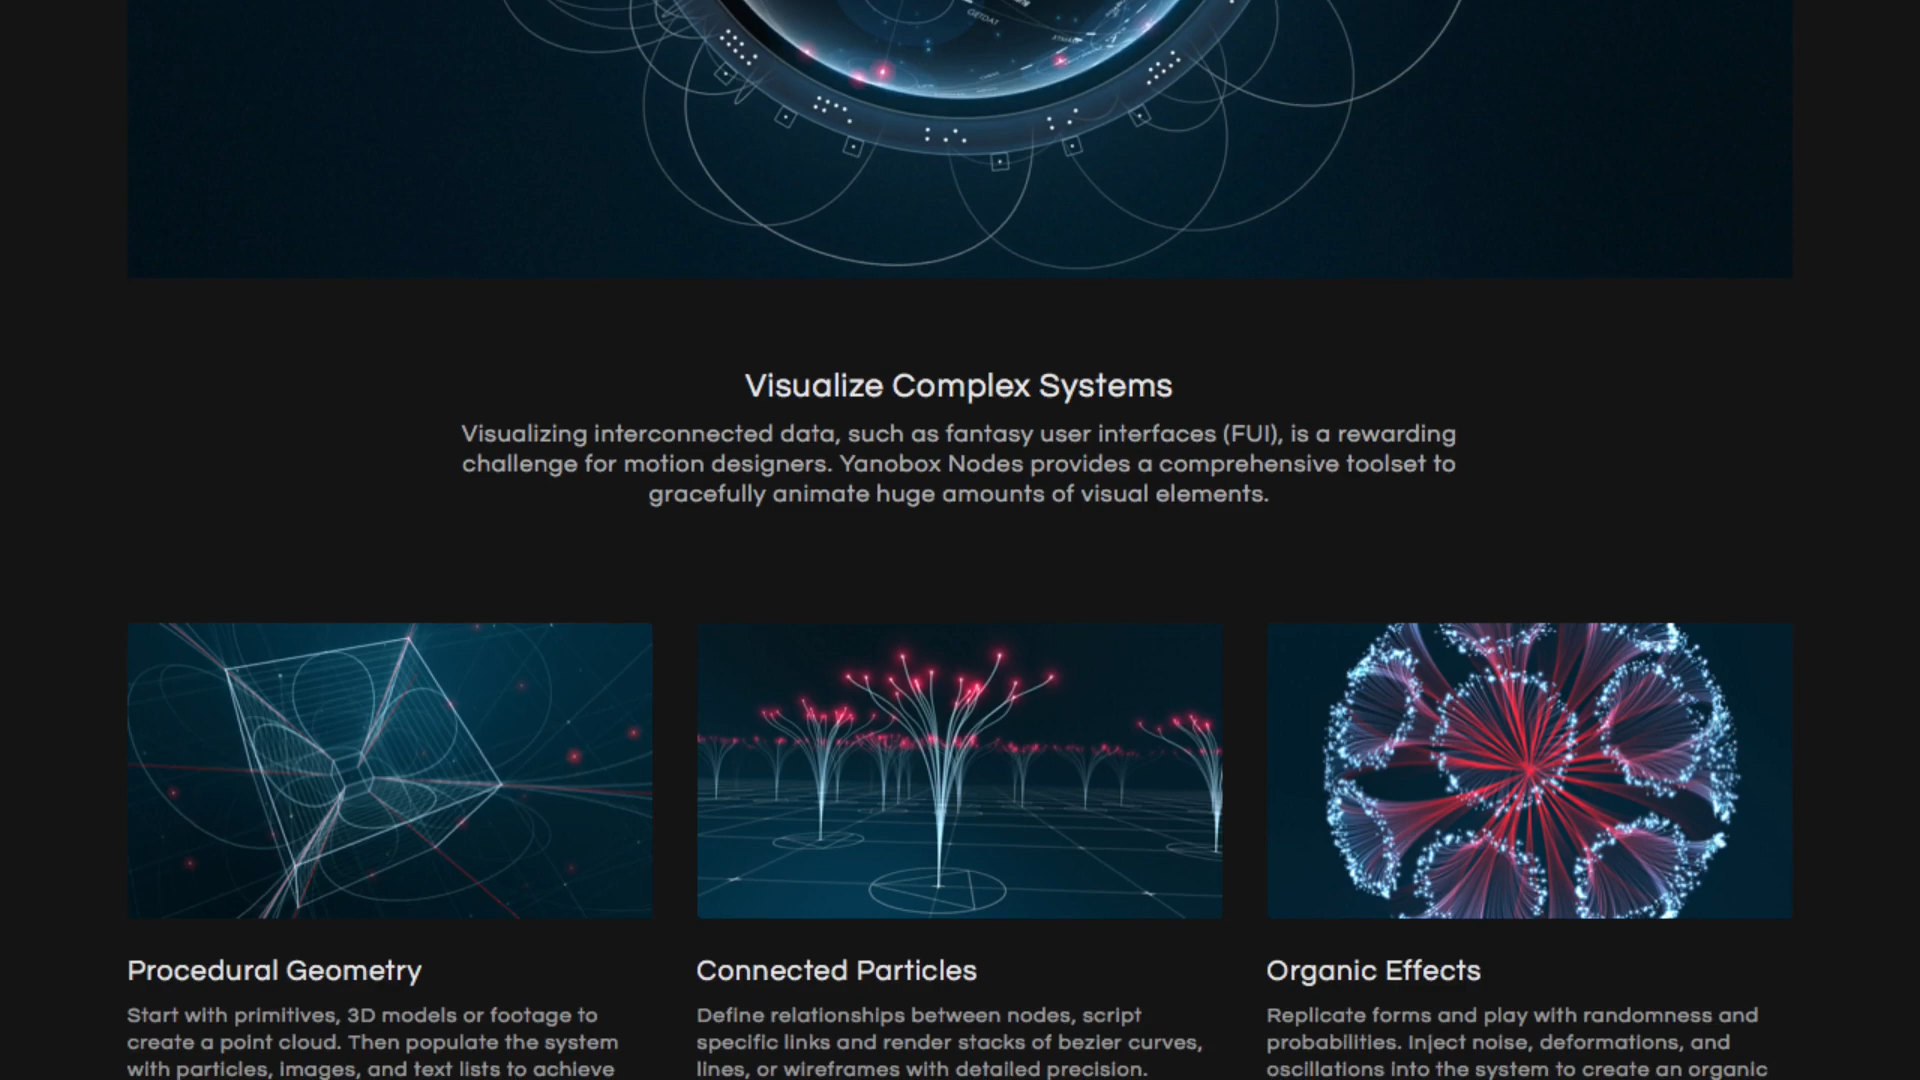 GETDAT
Visualize Complex Systems
Visualizing interconnected data, such as fantasy user interfaces (FUI), is a rewarding
challenge for motion designers. Yanobox Nodes provides a comprehensive toolset to
gracefully animate huge amounts of visual elements.
Procedural Geometry
Start with primitives, 3D models or footage to
create a point cloud. Then populate the system
with particles, images, and text lists to achieve
Connected Particles
Define relationships between nodes, script
specific links and render stacks of bezier curves,
lines, or wireframes with detailed precision.
Organic Effects
Replicate forms and play with randomness and
probabilities. Inject noise, deformations, and
oscillations into the system to create an organic